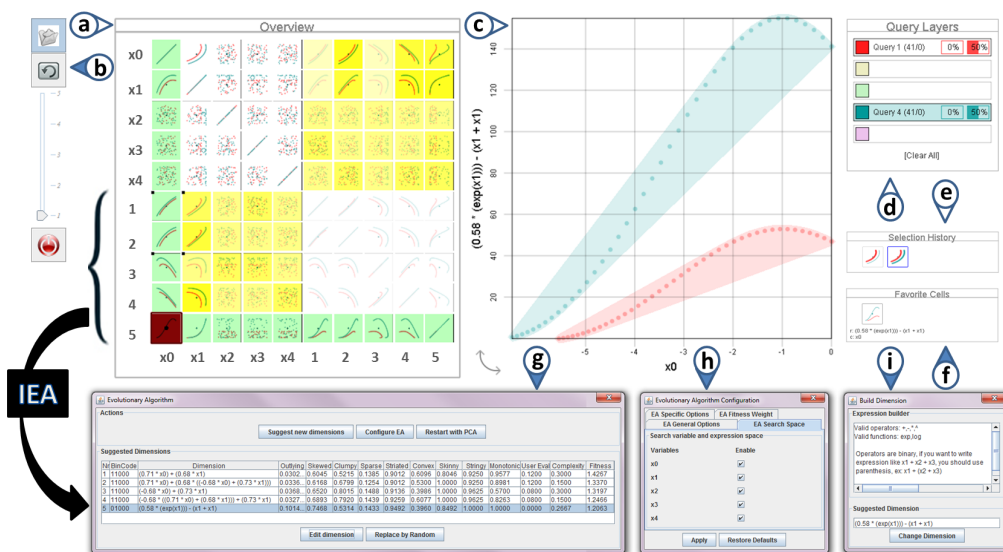 a
b
Overview
x0
x1
x2
x3
x4
1
2
3
4
5
x0 x1 x2 x3 x4 1 2 3 4 5
5
4
3
2
1
IEA
c
(0.58 * (exp(x1))) - (x1 + x1)
140
120
100
80
60
40
20
-5 -4 -3 -2 -1 0
x0
Query Layers
Query 1 (41/0) 0% 50%
Query 4 (41/0) 0% 50%
[Clear All]
d
e
Selection History
Favorite Cells
r: (0.58 * (exp(x1))) - (x1 + x1)
c: x0
g
h
i
f
Evolutionary Algorithm
Actions
Suggest new dimensions Configure EA Restart with PCA
Suggested Dimensions
Nr BinCode Dimension Outlying Skewed Clumpy Sparse Striated Convex Skinny Stringy Monotonic User Eval Complexity Fitness
1 11000 (0.71 * x0) + (0.68 * x1) 0.0302... 0.6045 0.5215 0.1385 0.9012 0.6096 0.8046 0.9250 0.9577 0.1200 0.3000 1.4267
2 11000 (0.71 * x0) + (0.68 * ((-0.68 * x0) + (0.73 * x1))) 0.0336... 0.6168 0.6799 0.1254 0.9012 0.5300 1.0000 0.9250 0.8981 0.1200 0.1500 1.3370
3 11000 (-0.68 * x0) + (0.73 * x1) 0.0368... 0.6520 0.8015 0.1488 0.9136 0.3986 1.0000 0.9625 0.5700 0.0800 0.3000 1.3197
4 11000 (-0.68 * ((0.71 * x0) + (0.68 * x1))) + (0.73 * x1) 0.0327... 0.6893 0.7920 0.1439 0.9259 0.6077 1.0000 0.9625 0.8263 0.0800 0.1500 1.2466
5 01000 (0.58 * (exp(x1))) - (x1 + x1) 0.1014... 0.7468 0.5314 0.1433 0.9492 0.3960 0.8492 1.0000 1.0000 0.0000 0.2667 1.2063
Edit dimension Replace by Random
Evolutionary Algorithm Configuration
EA Specific Options EA Fitness Weight
EA General Options EA Search Space
Search variable and expression space
Variables Enable
x0
x1
x2
x3
x4
Apply Restore Defaults
Build Dimension
Expression builder
Valid operators: +,-,*,^
Valid functions: exp,log
Operators are binary, if you want to write
expression like x1 + x2 + x3, you should use
parenthesis, ex: x1 + (x2 + x3)
Suggested Dimension
(0.58 * (exp(x1))) - (x1 + x1)
Change Dimension